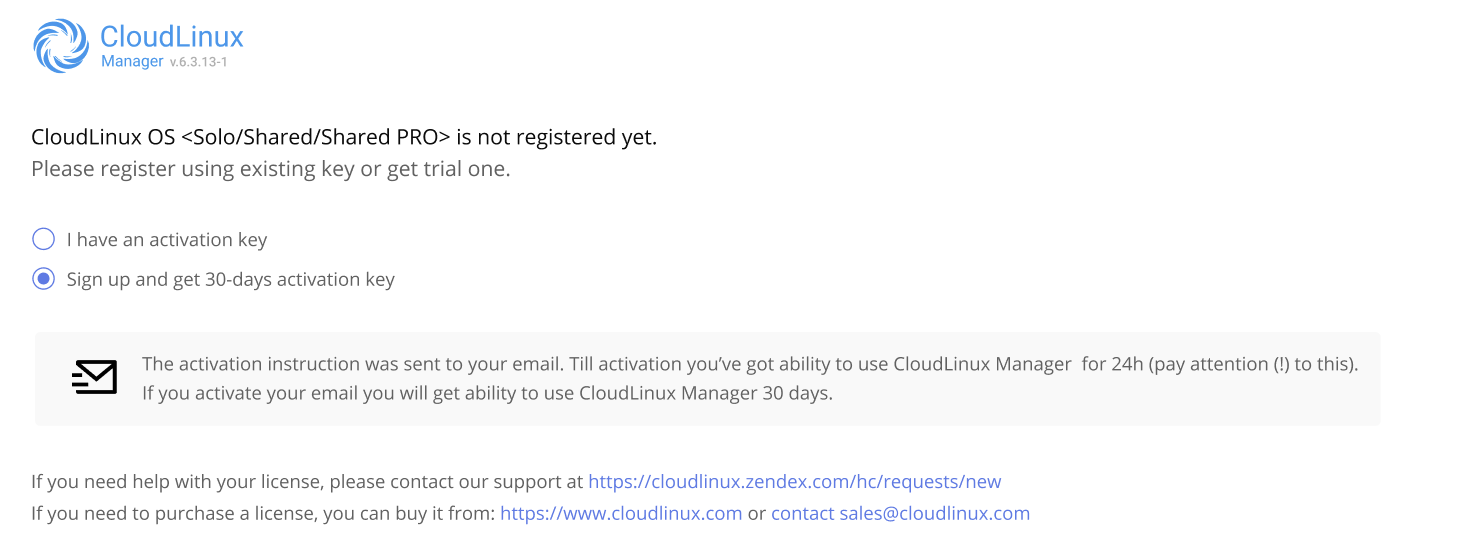 CloudLinux
Manager v.6.3.13-1
CloudLinux OS <Solo/Shared/Shared PRO> is not registered yet.
Please register using existing key or get trial one.
I have an activation key
Sign up and get 30-days activation key
The activation instruction was sent to your email. Till activation you’ve got ability to use CloudLinux Manager  for 24h (pay attention (!) to this).
If you activate your email you will get ability to use CloudLinux Manager 30 days.
If you need help with your license, please contact our support at https://cloudlinux.zendex.com/hc/requests/new
If you need to purchase a license, you can buy it from: https://www.cloudlinux.com or contact sales@cloudlinux.com